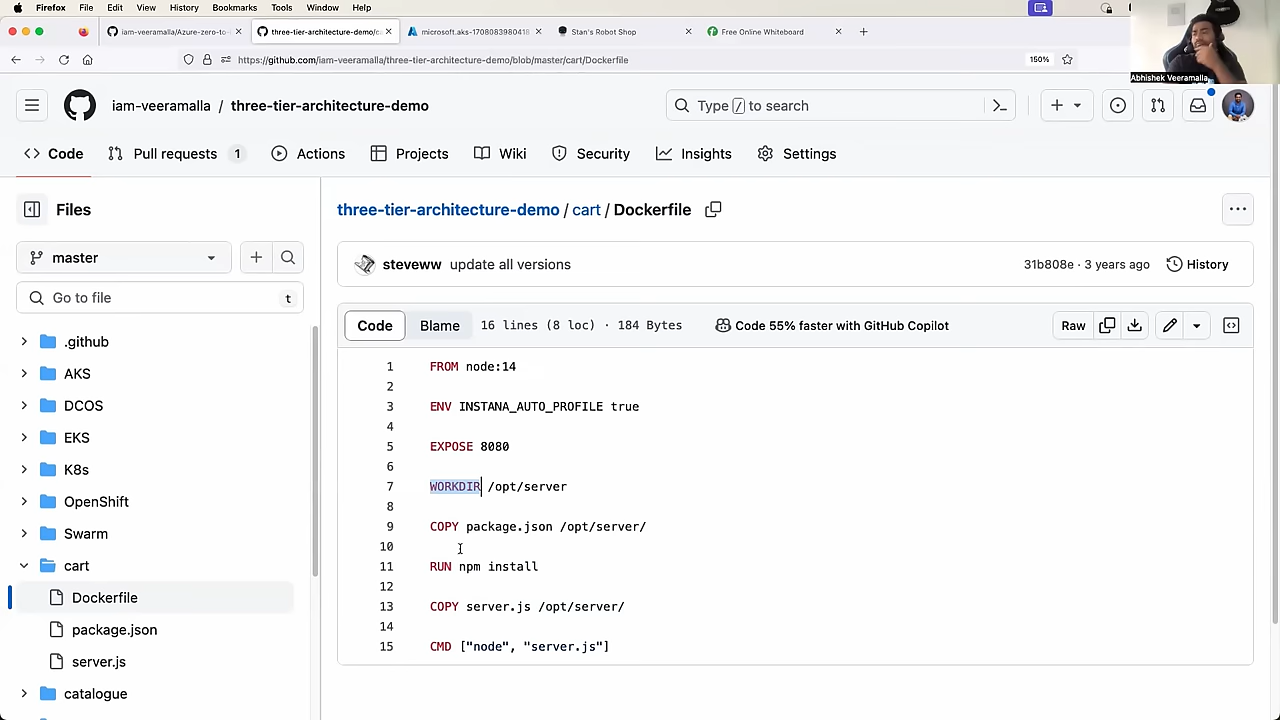 Firefox File Edit View History Bookmarks Tools Window Help
iam-veeramalla/Azure-zero-to-
three-tier-architecture-demo/c
microsoft.aks-1708083980418
Stan's Robot Shop
Free Online Whiteboard
https://github.com/iam-veeramalla/three-tier-architecture-demo/blob/master/cart/Dockerfile
150%
Abhishek Veeramalla
iam-veeramalla / three-tier-architecture-demo
Type / to search
Code Pull requests 1 Actions Projects Wiki Security Insights Settings
Files
three-tier-architecture-demo / cart / Dockerfile
master
steveww update all versions
31b808e · 3 years ago History
Go to file t
Code Blame 16 lines (8 loc) · 184 Bytes
Code 55% faster with GitHub Copilot
Raw
.github
AKS
DCOS
EKS
K8s
OpenShift
Swarm
cart
Dockerfile
package.json
server.js
catalogue
1 FROM node:14
2
3 ENV INSTANA_AUTO_PROFILE true
4
5 EXPOSE 8080
6
7 WORKDIR /opt/server
8
9 COPY package.json /opt/server/
10
11 RUN npm install
12
13 COPY server.js /opt/server/
14
15 CMD ["node", "server.js"]